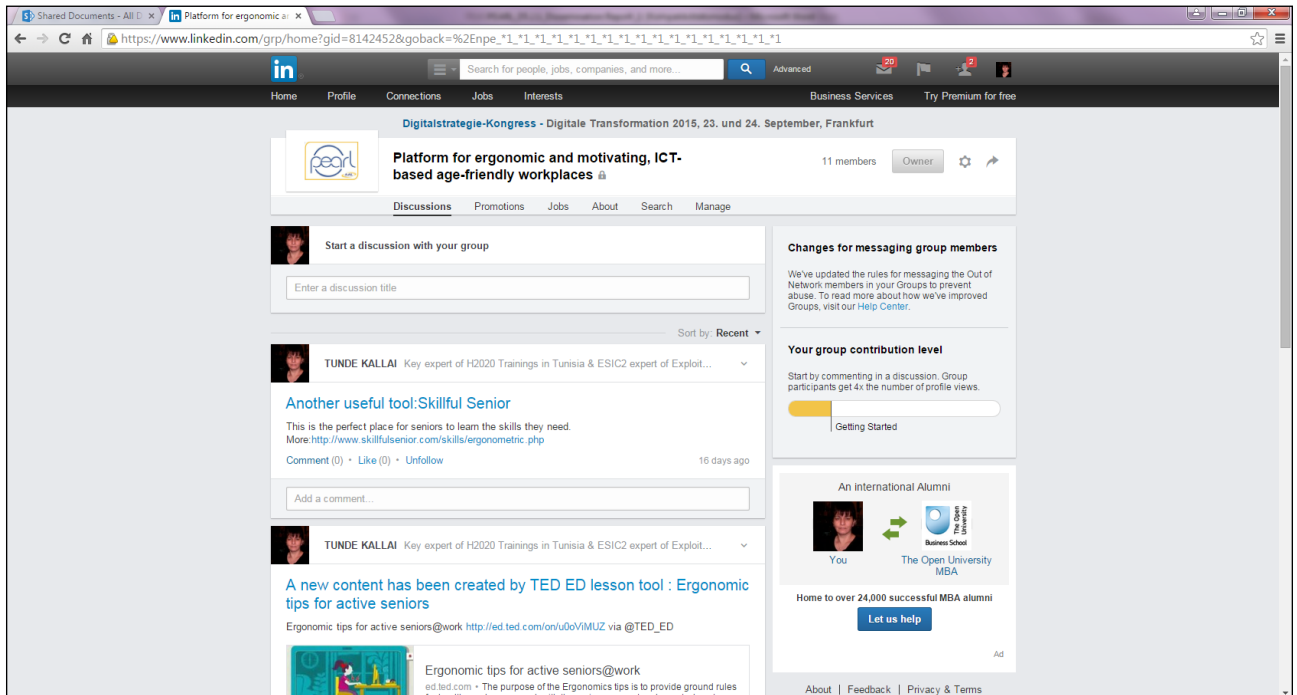 Shared Documents - All D
Platform for ergonomic ar
https://www.linkedin.com/grp/home?gid=8142452&goback=%2Enpe_*1_*1_*1_*1_*1_*1_*1_*1_*1_*1_*1_*1_*1_*1_*1_*1
in
Search for people, jobs, companies, and more...
Advanced
20
2
Home Profile Connections Jobs Interests
Business Services Try Premium for free
Digitalstrategie-Kongress - Digitale Transformation 2015, 23. und 24. September, Frankfurt
pearl
Platform for ergonomic and motivating, ICT-
based age-friendly workplaces
11 members Owner
Discussions Promotions Jobs About Search Manage
Start a discussion with your group
Enter a discussion title
Sort by: Recent
TUNDE KALLAI Key expert of H2020 Trainings in Tunisia & ESIC2 expert of Exploit...
Another useful tool:Skillful Senior
This is the perfect place for seniors to learn the skills they need.
More:http://www.skillfulsenior.com/skills/ergonometric.php
Comment (0) • Like (0) • Unfollow
16 days ago
Add a comment...
TUNDE KALLAI Key expert of H2020 Trainings in Tunisia & ESIC2 expert of Exploit...
A new content has been created by TED ED lesson tool : Ergonomic
tips for active seniors
Ergonomic tips for active seniors@work http://ed.ted.com/on/u0oViMUZ via @TED_ED
Ergonomic tips for active seniors@work
ed.ted.com • The purpose of the Ergonomics tips is to provide ground rules
Changes for messaging group members
We've updated the rules for messaging the Out of
Network members in your Groups to prevent
abuse. To read more about how we've improved
Groups, visit our Help Center.
Your group contribution level
Start by commenting in a discussion. Group
participants get 4x the number of profile views.
Getting Started
An international Alumni
The Open
University
Business School
You
The Open University
MBA
Home to over 24,000 successful MBA alumni
Let us help
Ad
About | Feedback | Privacy & Terms